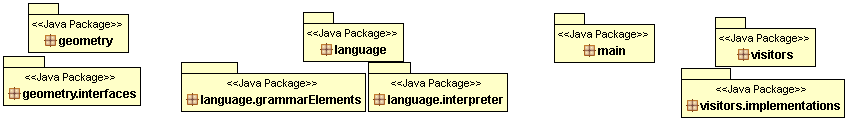 <<Java Package>>
geometry
<<Java Package>>
geometry.interfaces
<<Java Package>>
language
<<Java Package>>
language.grammarElements
<<Java Package>>
language.interpreter
<<Java Package>>
main
<<Java Package>>
visitors
<<Java Package>>
visitors.implementations